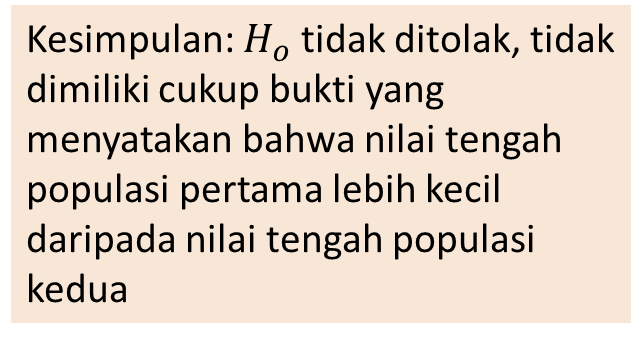 Kesimpulan: Ho tidak ditolak, tidak
dimiliki cukup bukti yang
menyatakan bahwa nilai tengah
populasi pertama lebih kecil
daripada nilai tengah populasi
kedua